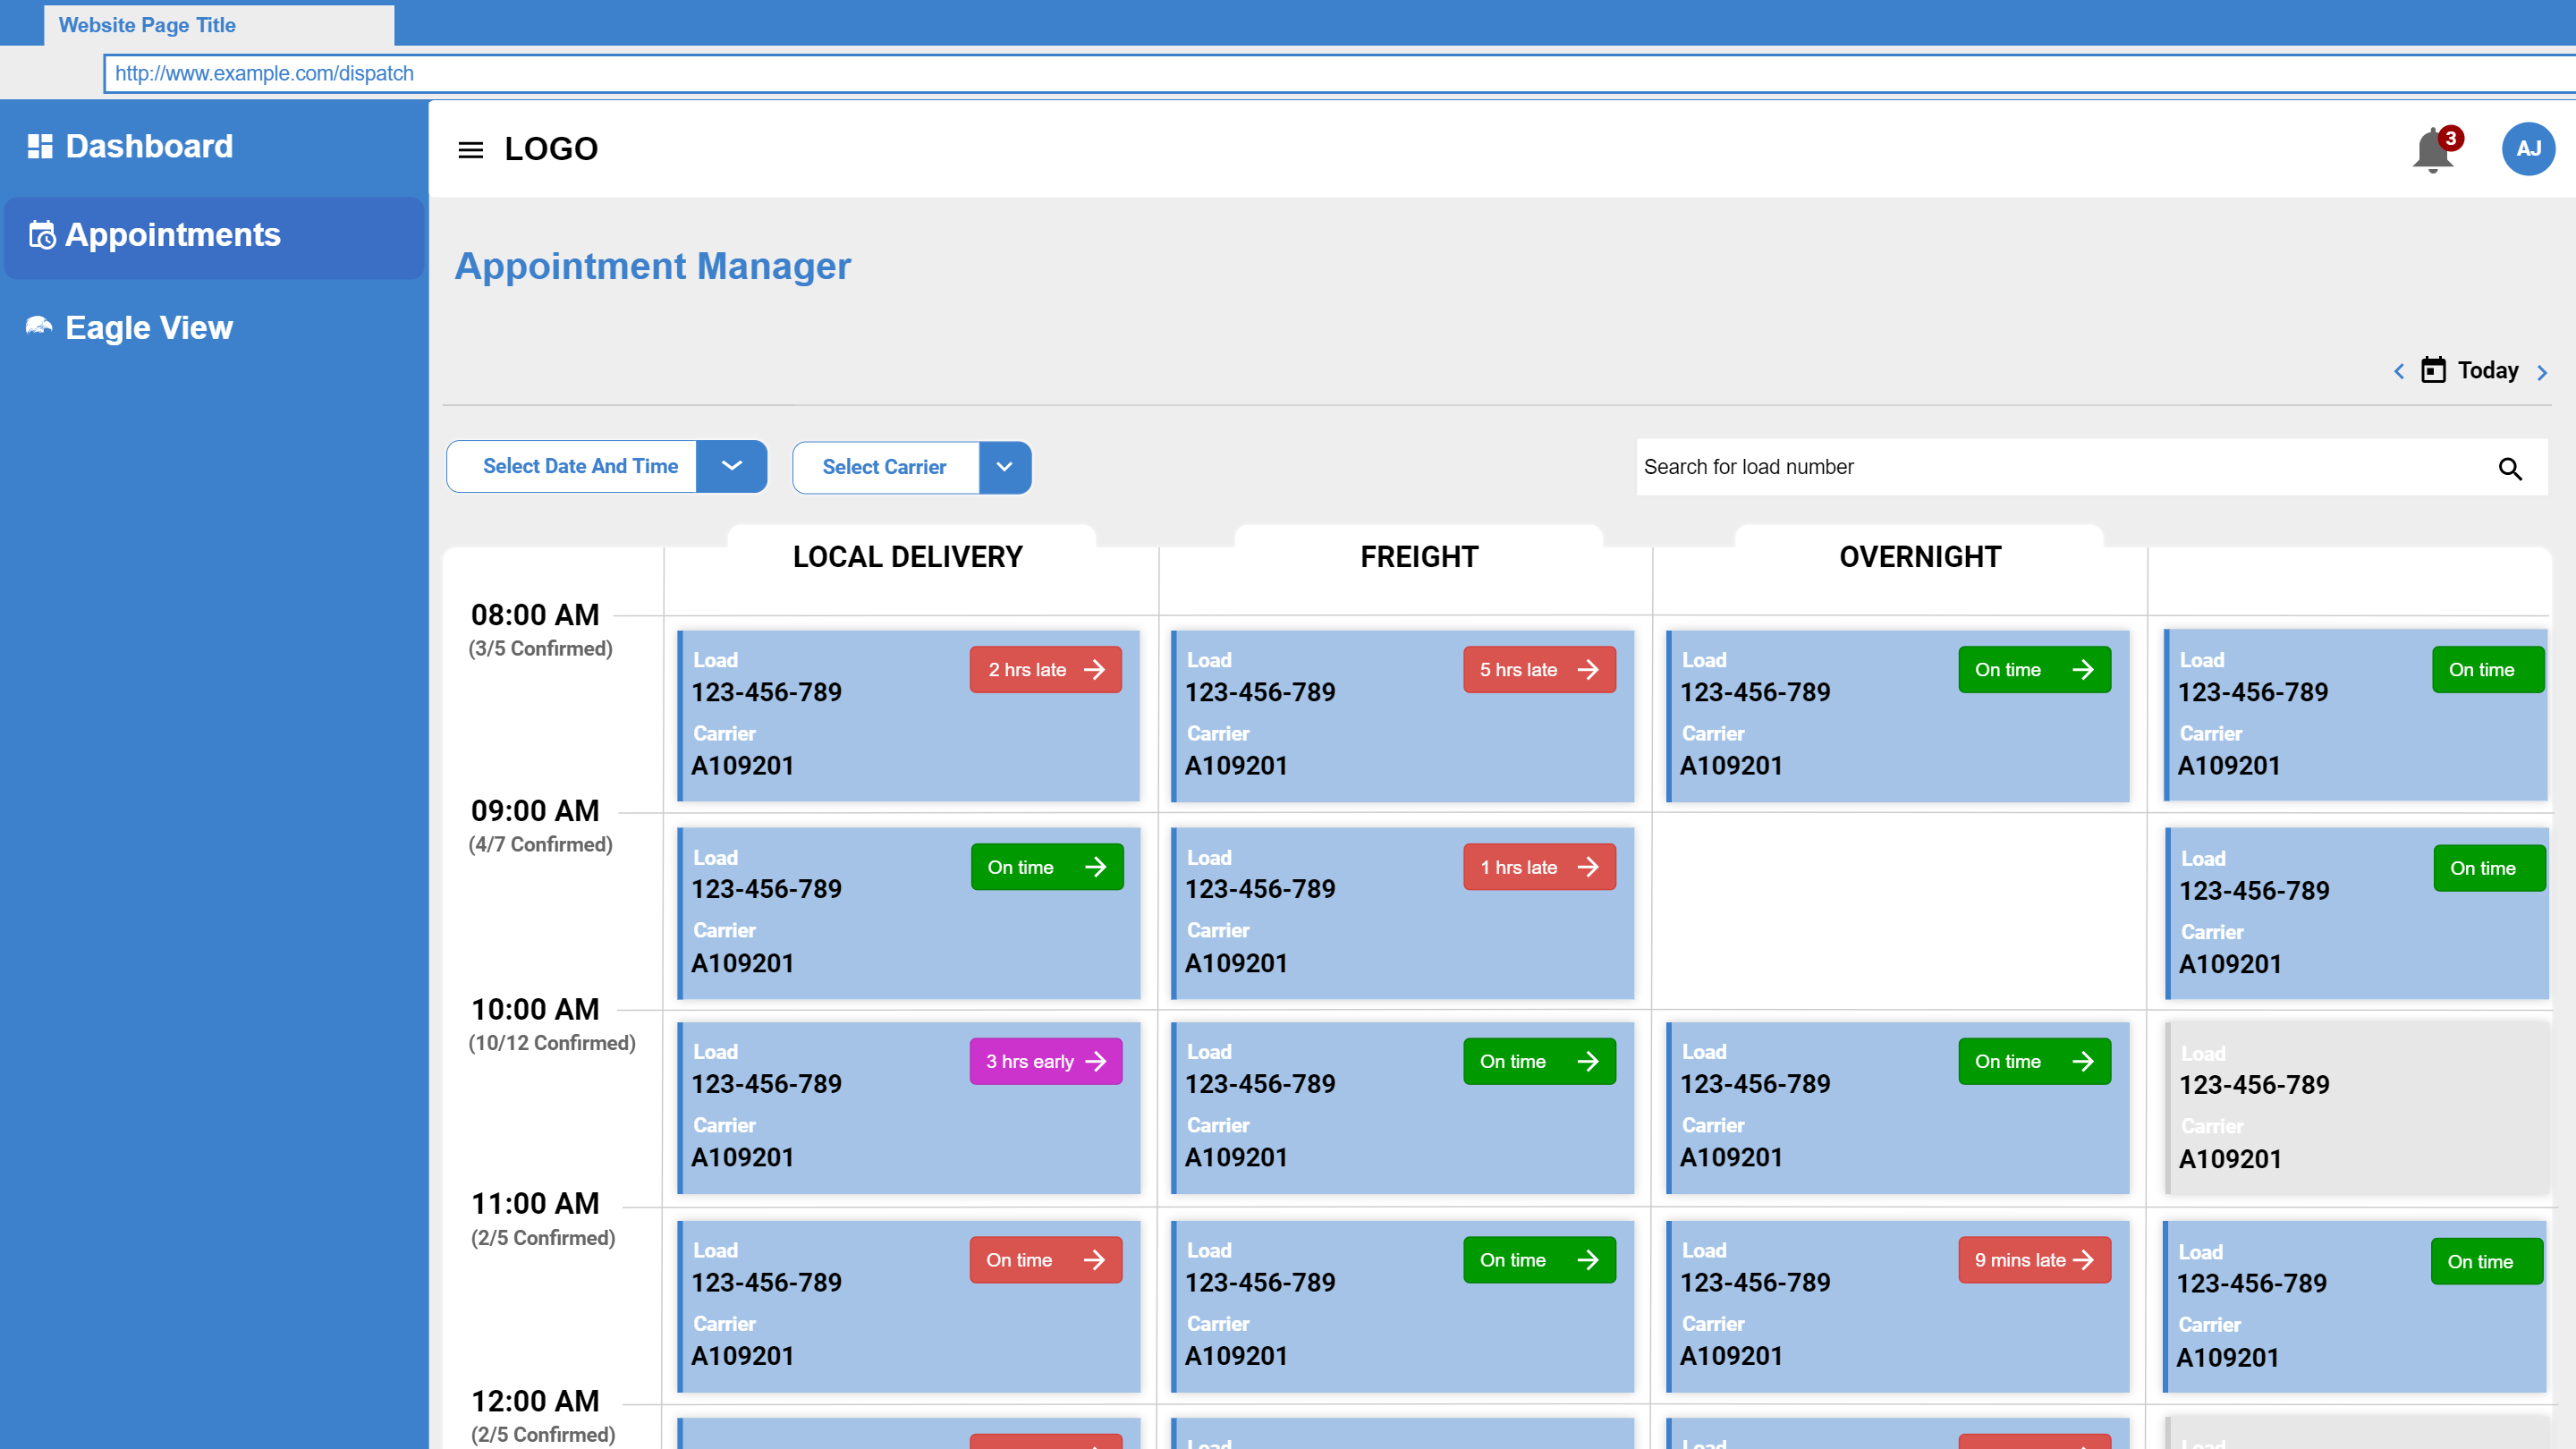 Website Page Title
http://www.example.com/dispatch
Dashboard
Appointments
Eagle View
LOGO
3
AJ
Appointment Manager
Today
Select Date And Time
Select Carrier
Search for load number
LOCAL DELIVERY
FREIGHT
OVERNIGHT
08:00 AM
(3/5 Confirmed)
Load
2 hrs late
123-456-789
Carrier
A109201
Load
5 hrs late
123-456-789
Carrier
A109201
Load
On time
123-456-789
Carrier
A109201
Load
On time
123-456-789
Carrier
A109201
09:00 AM
(4/7 Confirmed)
Load
On time
123-456-789
Carrier
A109201
Load
1 hrs late
123-456-789
Carrier
A109201
Load
On time
123-456-789
Carrier
A109201
10:00 AM
(10/12 Confirmed)
Load
3 hrs early
123-456-789
Carrier
A109201
Load
On time
123-456-789
Carrier
A109201
Load
On time
123-456-789
Carrier
A109201
Load
123-456-789
Carrier
A109201
11:00 AM
(2/5 Confirmed)
Load
On time
123-456-789
Carrier
A109201
Load
On time
123-456-789
Carrier
A109201
Load
9 mins late
123-456-789
Carrier
A109201
Load
On time
123-456-789
Carrier
A109201
12:00 AM
(2/5 Confirmed)
Load
Load
Load